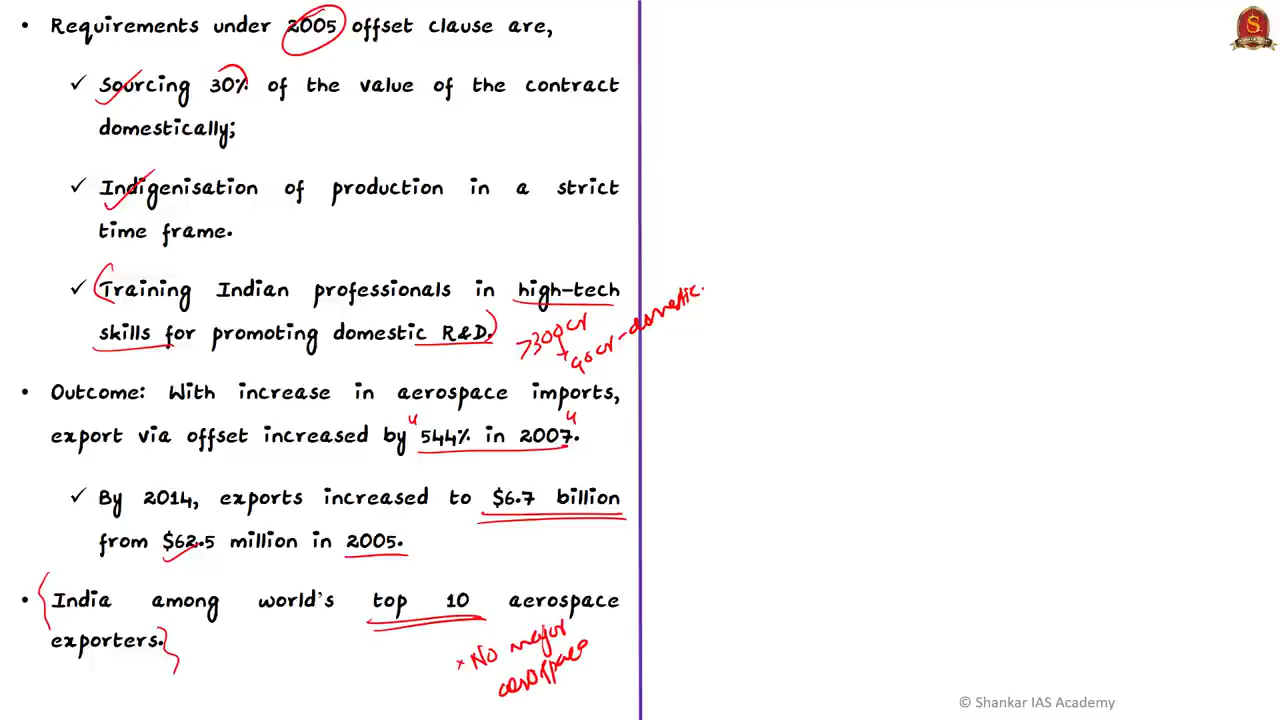 • Requirements under 2005 offset clause are,
✓ Sourcing 30% of the value of the contract
domestically;
✓ Indigenisation of production in a strict
time frame.
✓ Training Indian professionals in high-tech
skills for promoting domestic R&D.
>300cr
+ 90cr - domestic.
• Outcome: With increase in aerospace imports,
export via offset increased by "544% in 2007".
✓ By 2014, exports increased to $6.7 billion
from $62.5 million in 2005.
• India among world's top 10 aerospace
exporters.
* No major
aerospace
© Shankar IAS Academy
S